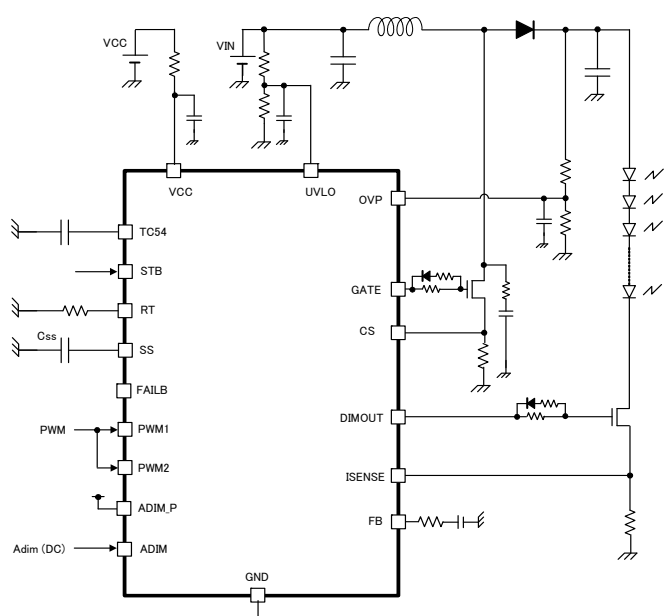 VCC
VIN
VCC
UVLO
OVP
TC54
STB
GATE
RT
CS
Css
SS
FAILB
DIMOUT
PWM
PWM1
PWM2
ISENSE
ADIM_P
FB
Adim (DC)
ADIM
GND